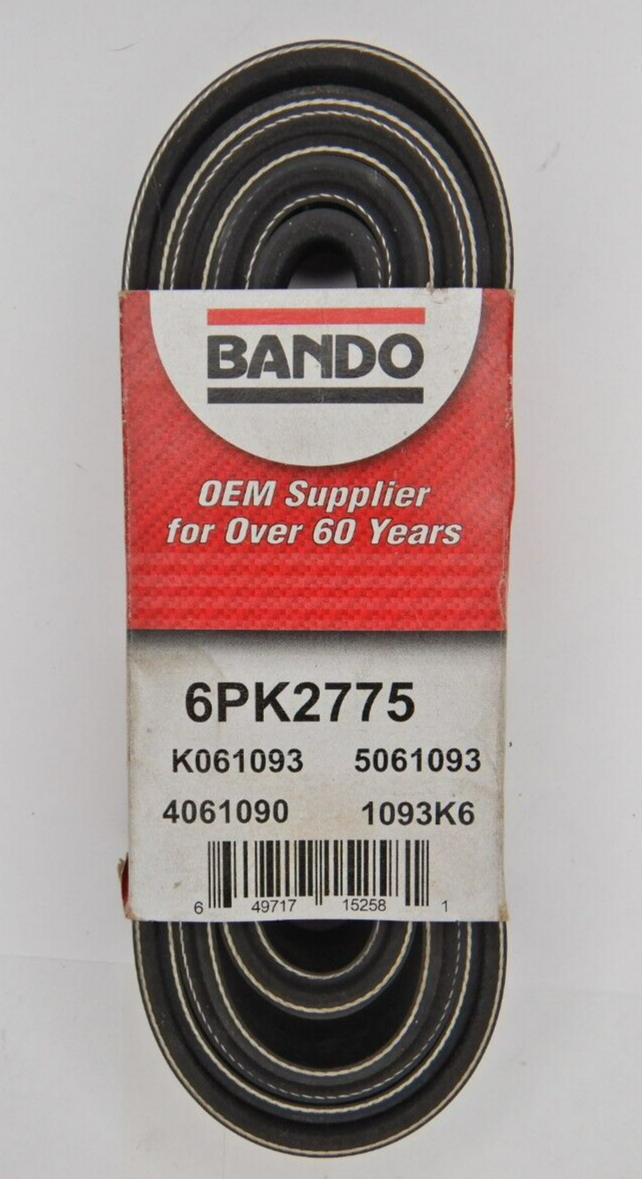 BANDO
OEM Supplier
for Over 60 Years
6PK2775
K061093 5061093
4061090 1093K6
6 49717 15258 1